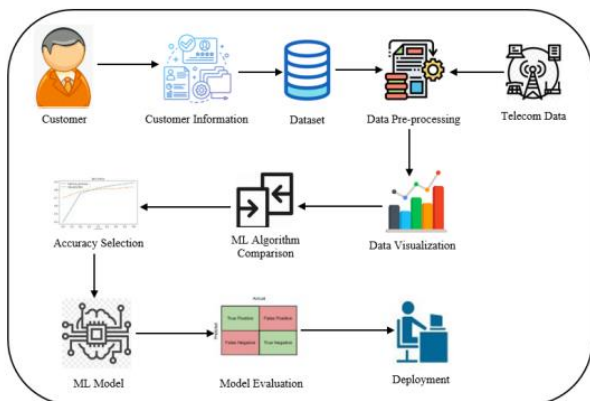 Customer
Customer Information
Dataset
Data Pre-processing
Telecom Data
Accuracy Selection
ML Algorithm
Comparison
Data Visualization
Actual
True Positive
False Positive
False Negative
True Negative
ML Model
Model Evaluation
Deployment